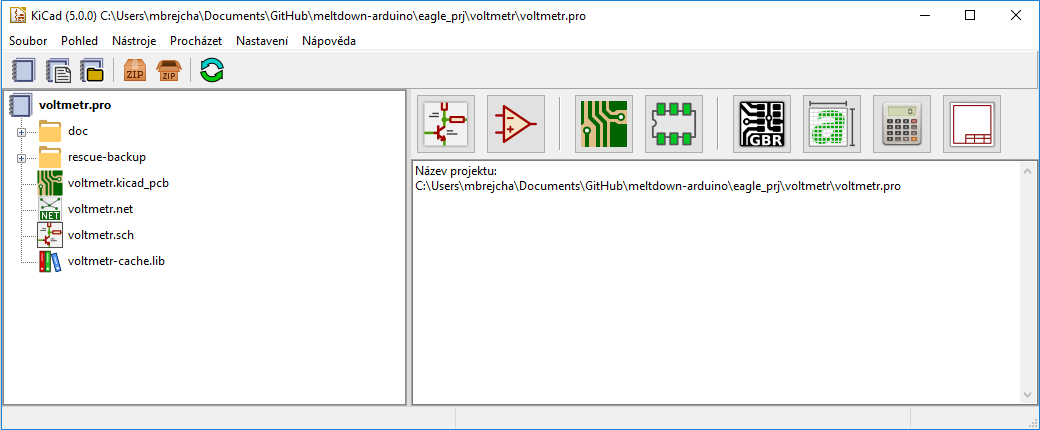 KiCad (5.0.0) C:\Users\mbrejcha\Documents\GitHub\meltdown-arduino\eagle_prj\voltmetr\voltmetr.pro
Soubor Pohled Nástroje Procházet Nastavení Nápověda
ZIP ZIP
voltmetr.pro
doc
rescue-backup
voltmetr.kicad_pcb
NET voltmetr.net
voltmetr.sch
voltmetr-cache.lib
GBR a 0.
Název projektu:
C:\Users\mbrejcha\Documents\GitHub\meltdown-arduino\eagle_prj\voltmetr\voltmetr.pro